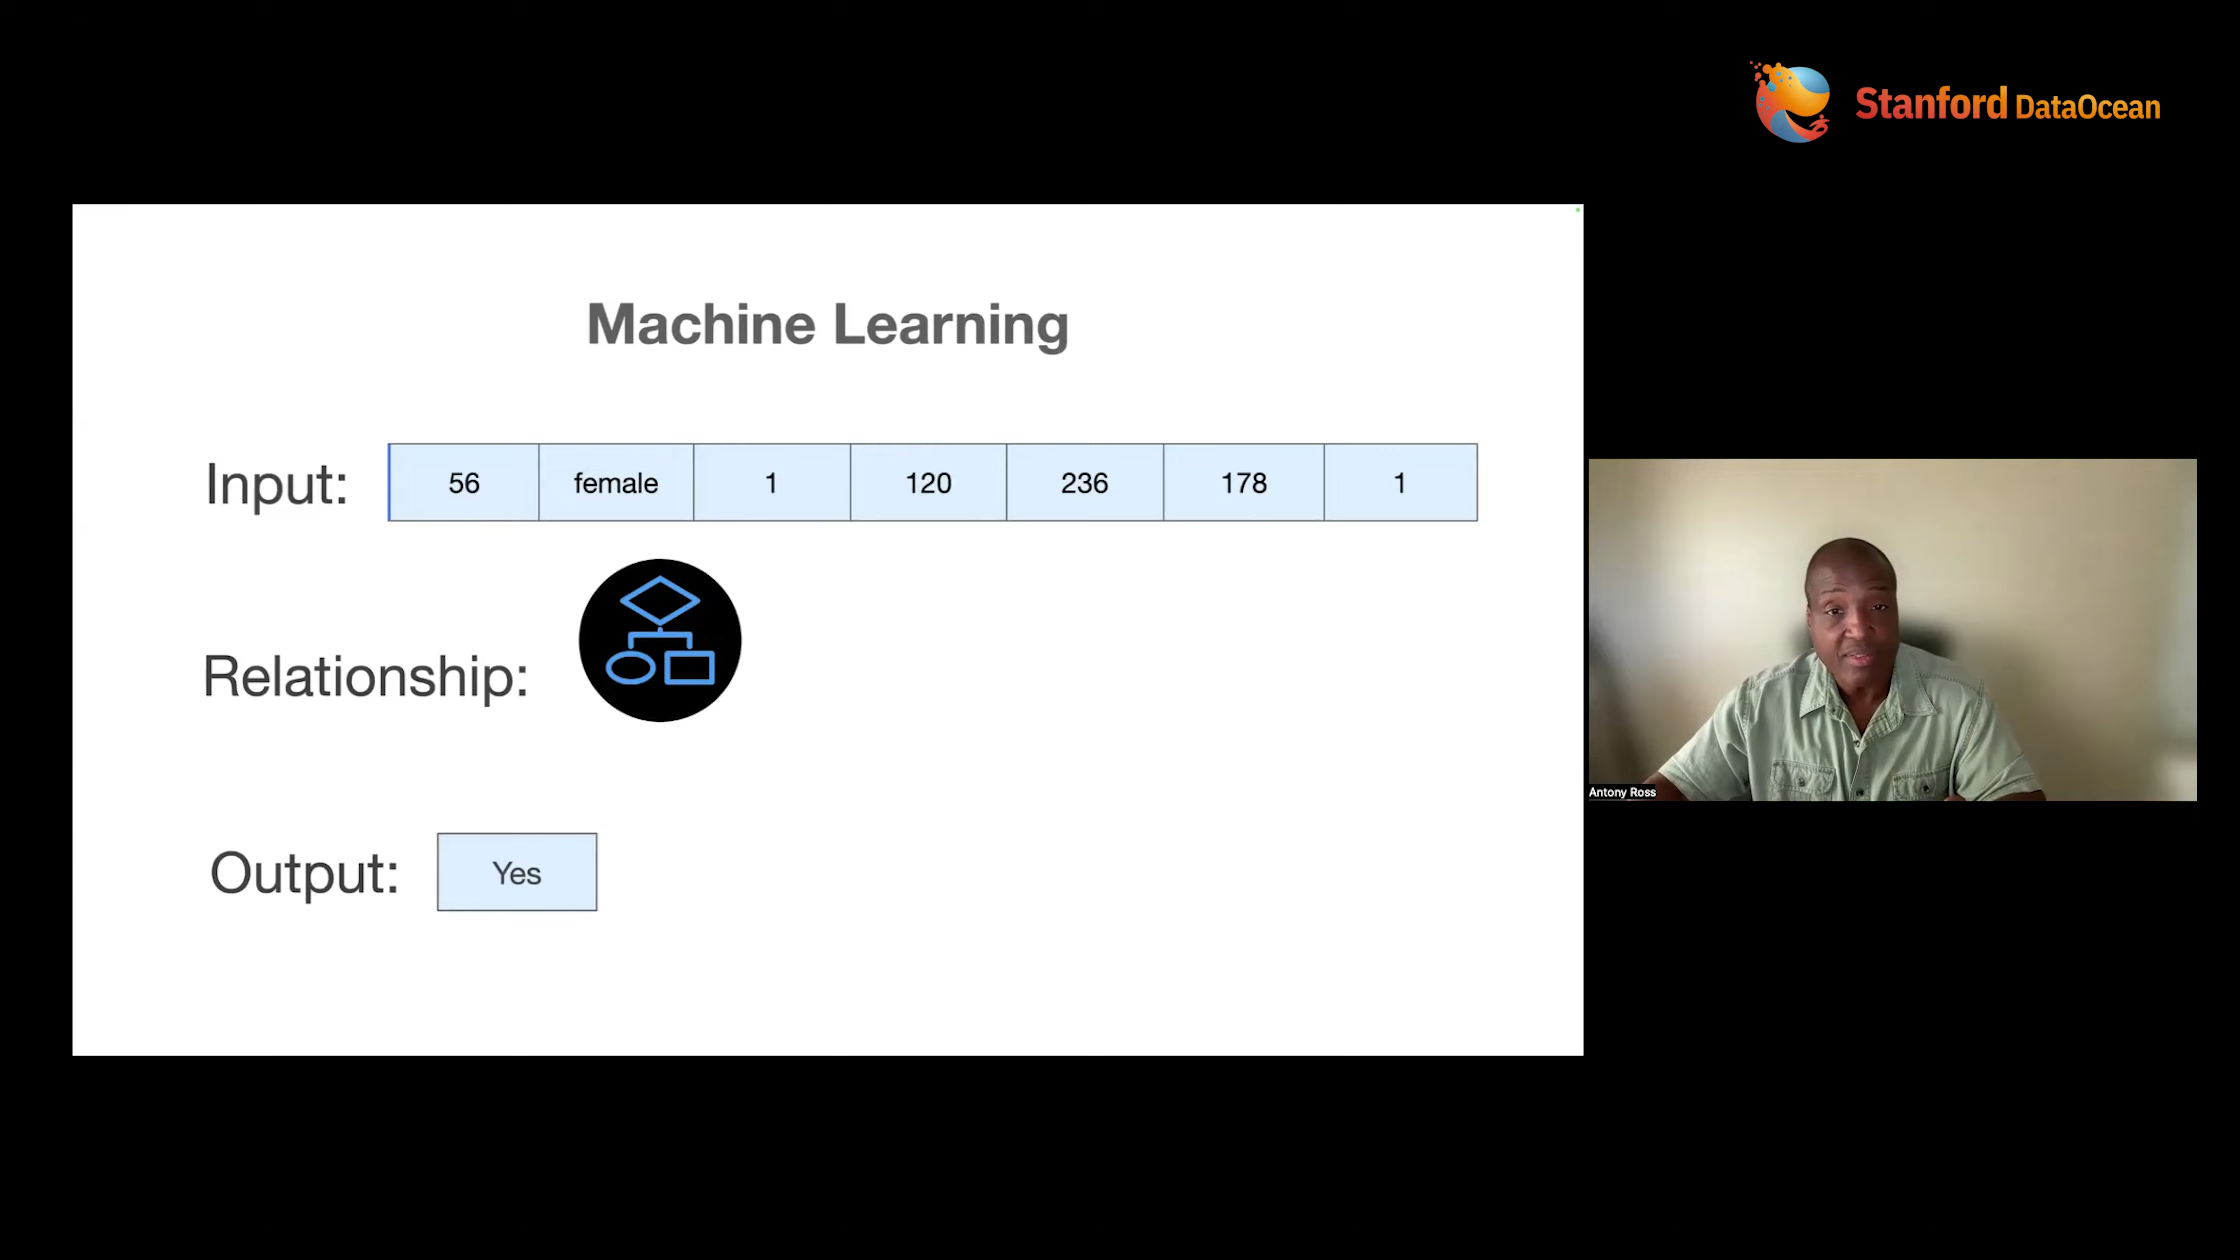 Stanford DataOcean
Machine Learning
Input: 56 female 1 120 236 178 1
Relationship:
Output: Yes
Antony Ross